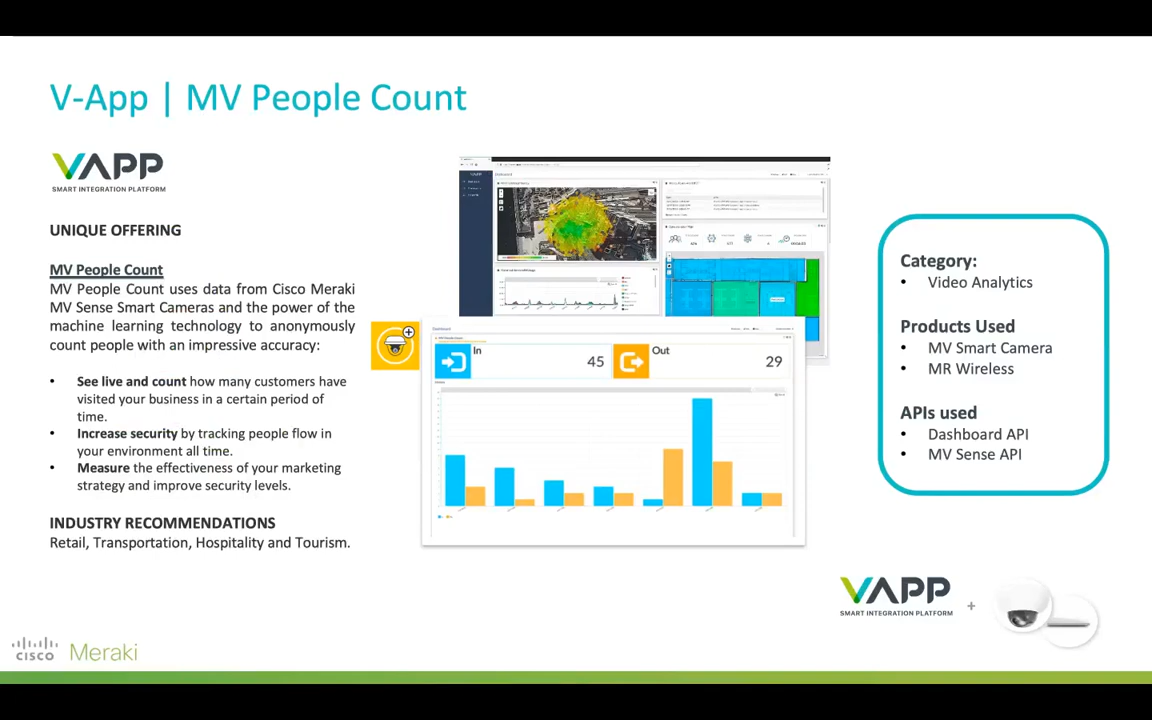 V-App | MV People Count
VAPP
SMART INTEGRATION PLATFORM
UNIQUE OFFERING
MV People Count
MV People Count uses data from Cisco Meraki
MV Sense Smart Cameras and the power of the
machine learning technology to anonymously
count people with an impressive accuracy:
• See live and count how many customers have
visited your business in a certain period of
time.
• Increase security by tracking people flow in
your environment all time.
• Measure the effectiveness of your marketing
strategy and improve security levels.
INDUSTRY RECOMMENDATIONS
Retail, Transportation, Hospitality and Tourism.
In
45
Out
29
Category:
• Video Analytics
Products Used
• MV Smart Camera
• MR Wireless
APIs used
• Dashboard API
• MV Sense API
VAPP
SMART INTEGRATION PLATFORM
+
CISCO Meraki